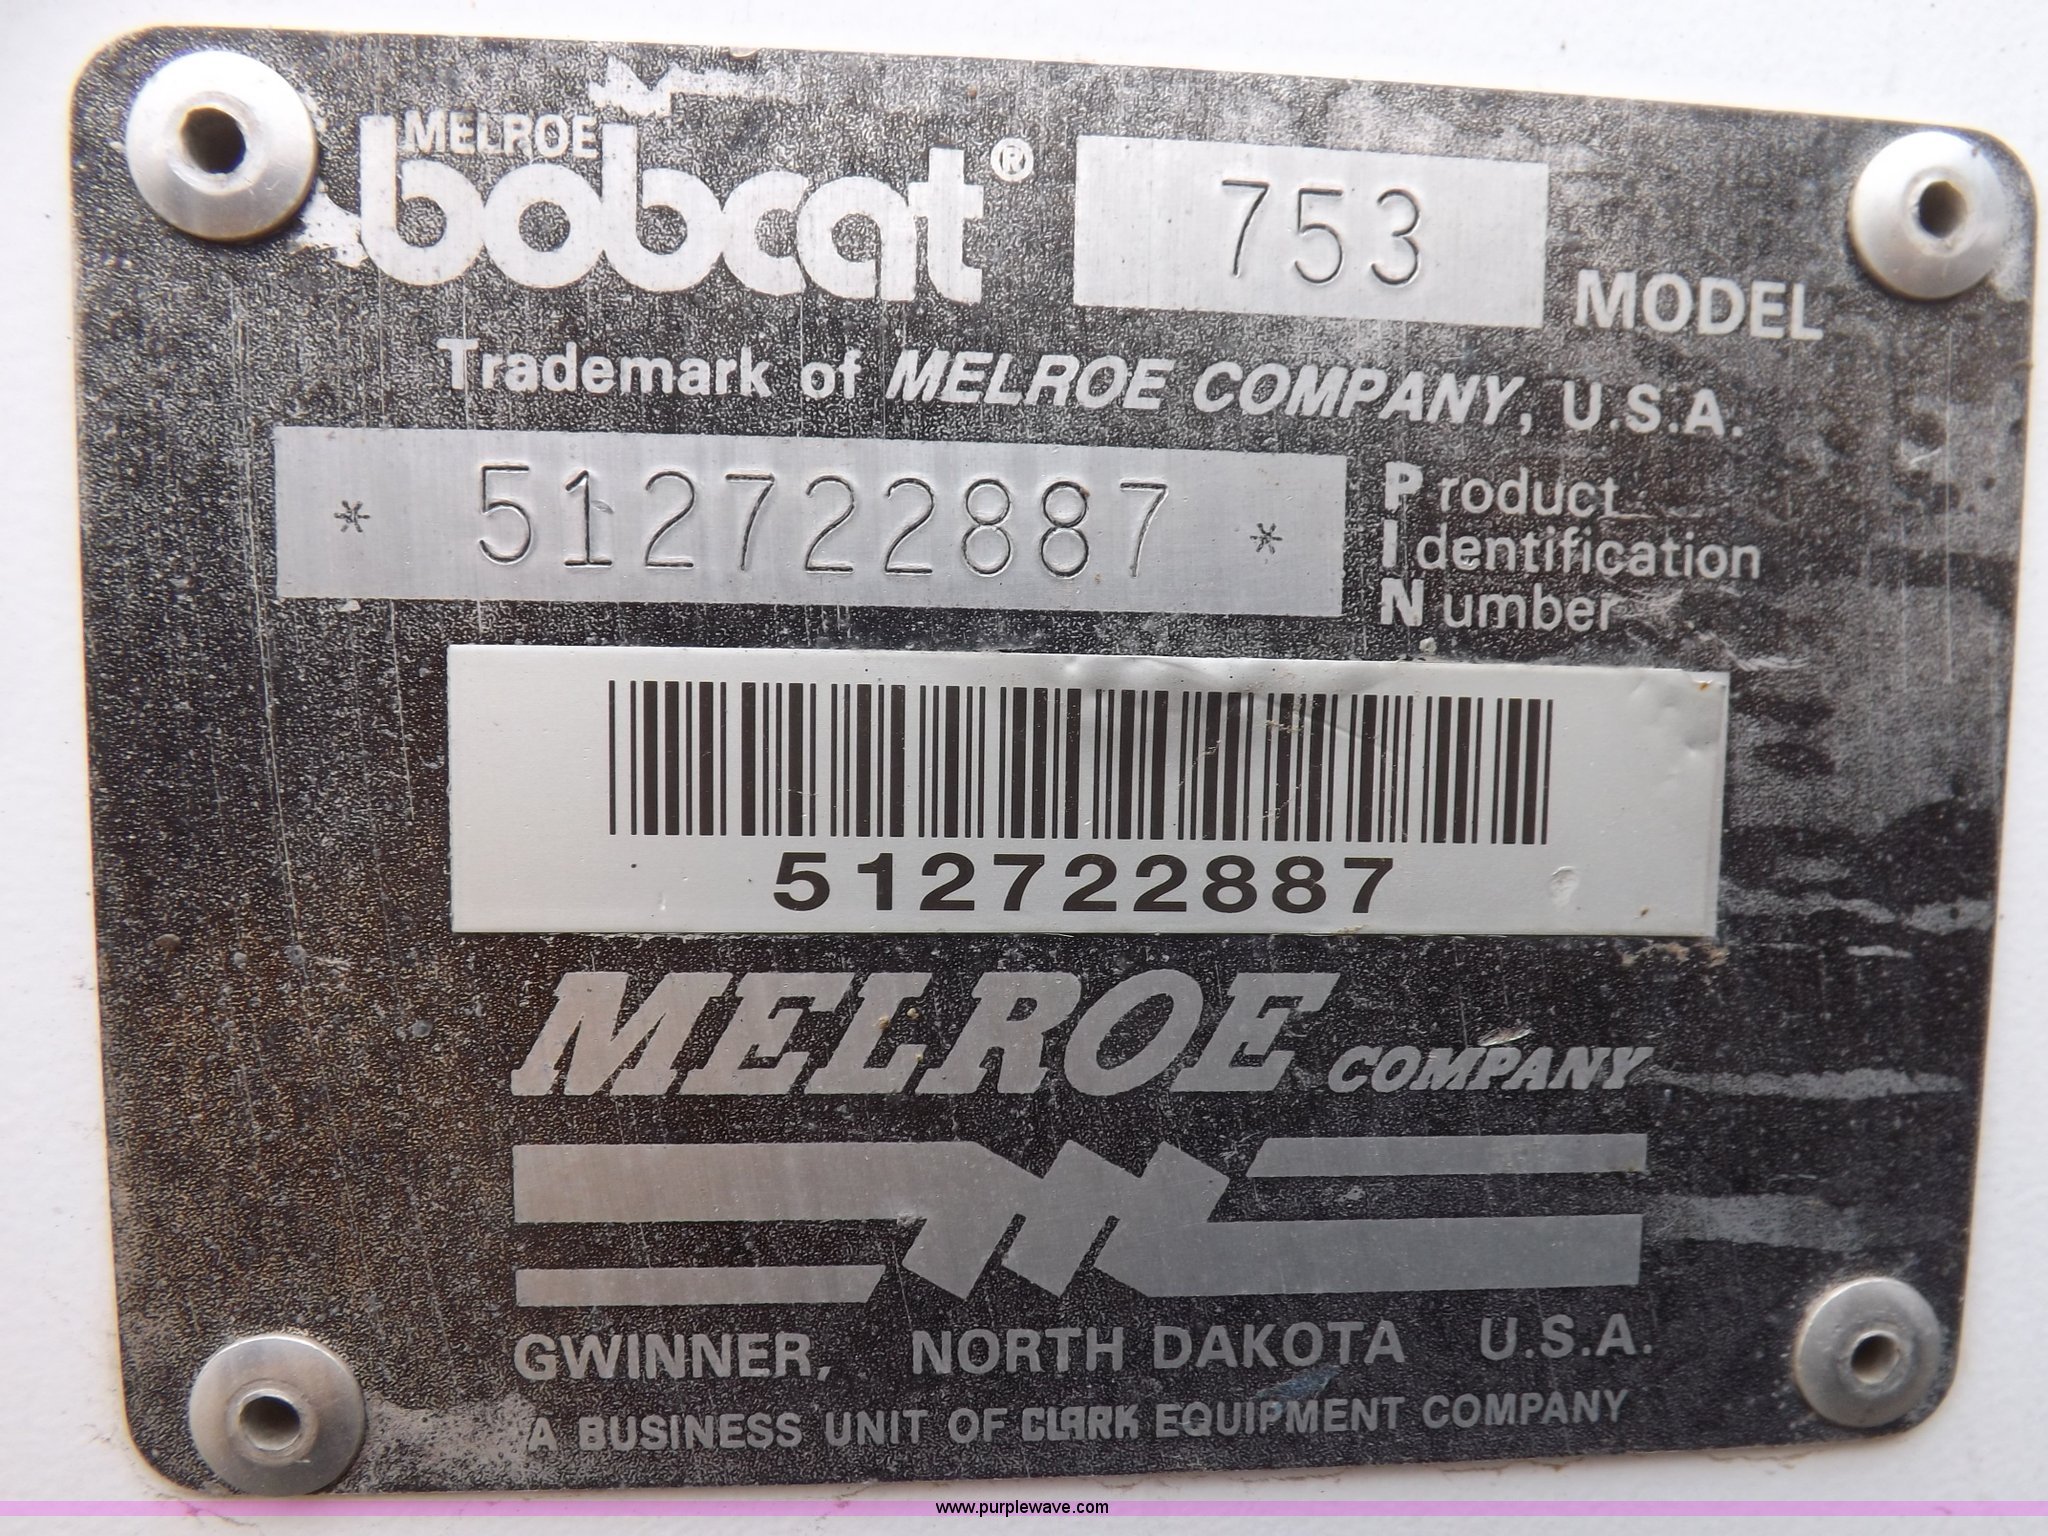 MELROE
bobcat® 753 MODEL
Trademark of MELROE COMPANY, U.S.A.
* 512722887 *
Product
Identification
Number
512722887
MELROE COMPANY
GWINNER, NORTH DAKOTA U.S.A.
A BUSINESS UNIT OF CLARK EQUIPMENT COMPANY
www.purplewave.com